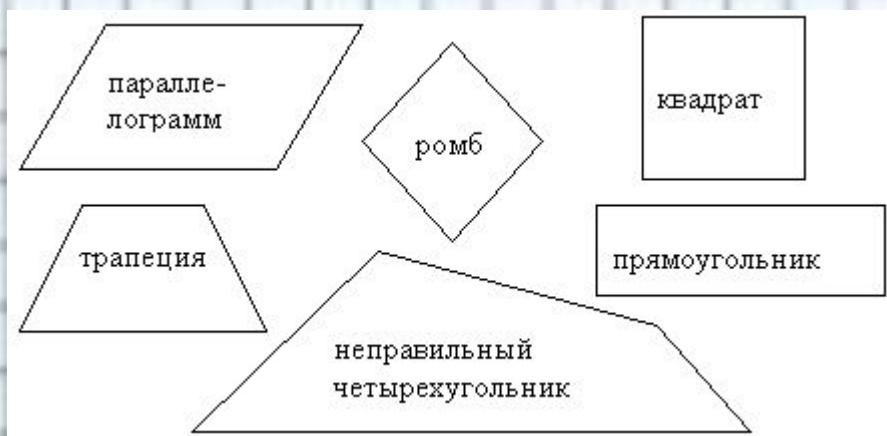 паралле-
лограмм
ромб
квадрат
трапеция
прямоугольник
неправильный
четырехугольник